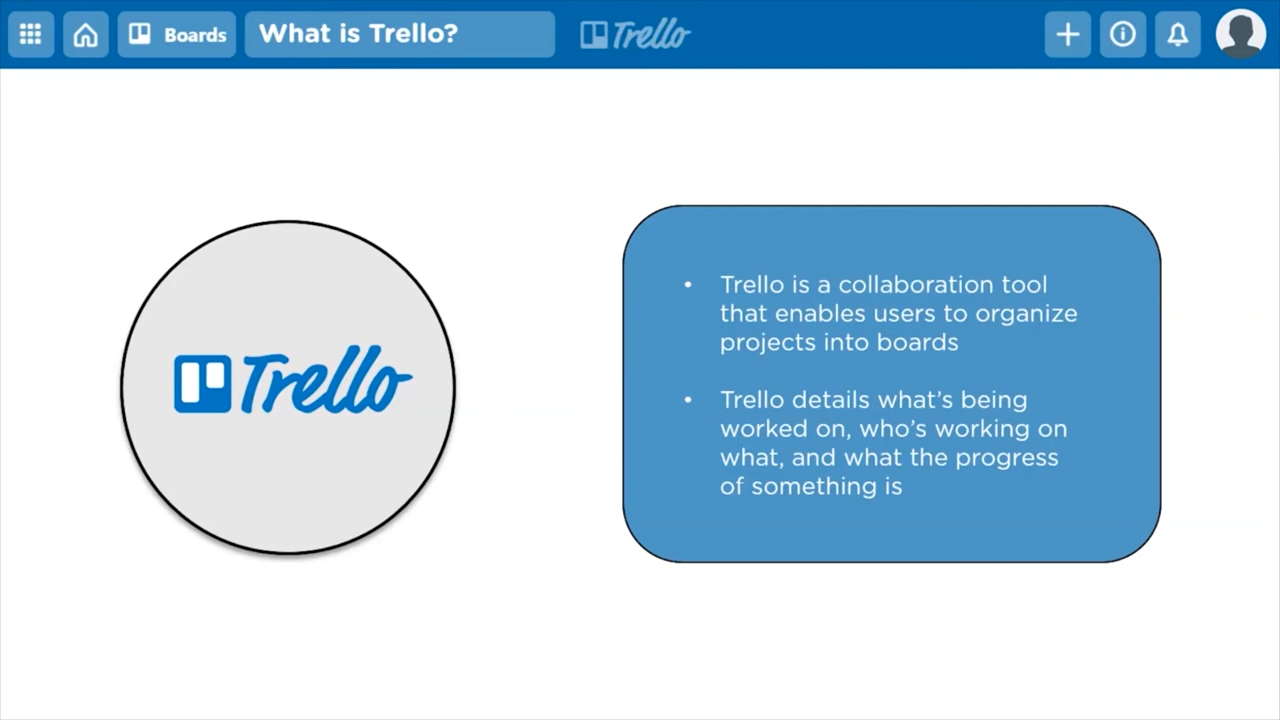 Boards
What is Trello?
Trello
Trello
• Trello is a collaboration tool
that enables users to organize
projects into boards
• Trello details what's being
worked on, who's working on
what, and what the progress
of something is